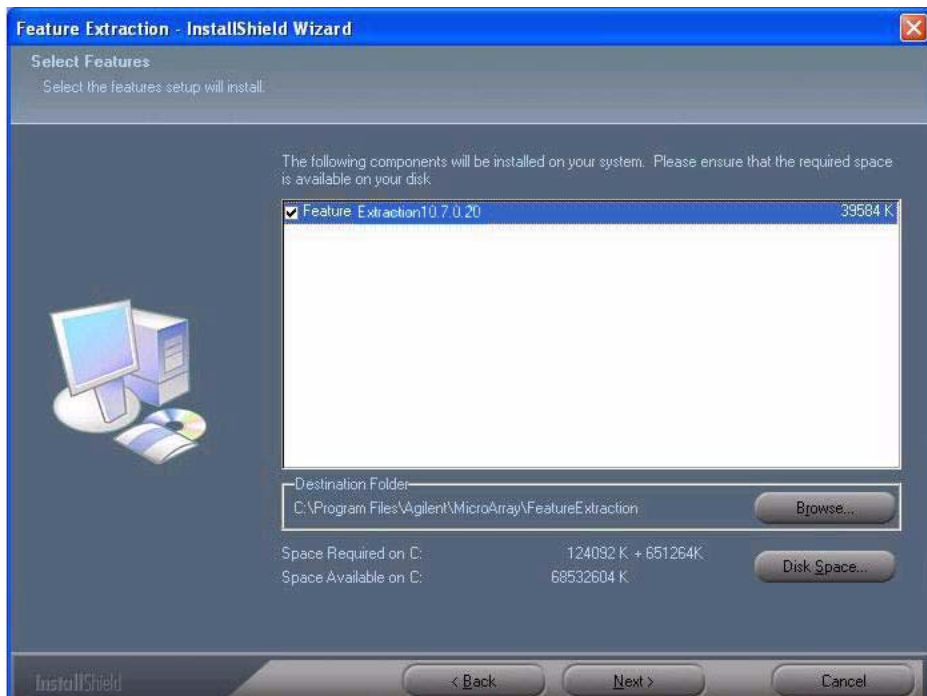 Feature Extraction - InstallShield Wizard
Select Features
Select the features setup will install.
The following components will be installed on your system. Please ensure that the required space
is available on your disk
Feature Extraction10.7.0.20 39584 K
Destination Folder
C:\Program Files\Agilent\MicroArray\FeatureExtraction
Browse...
Space Required on C: 124092 K + 651264K
Space Available on C: 68532604 K
Disk Space...
InstallShield
< Back
Next >
Cancel